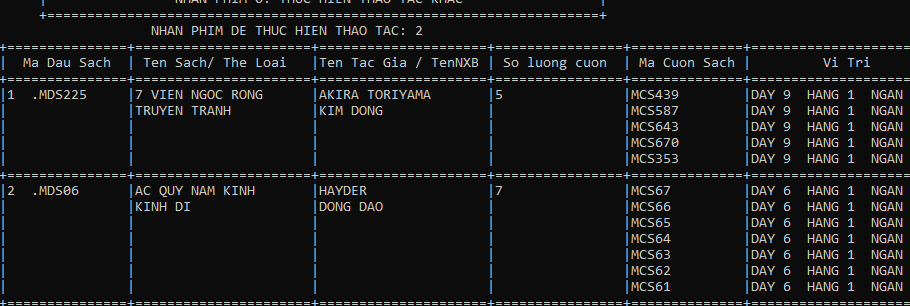 NHAN PHIM 0: THUC HIEN THAO TAC KHAC
NHAN PHIM DE THUC HIEN THAO TAC: 2
Ma Dau Sach | Ten Sach/ The Loai |Ten Tac Gia / TenNXB | So luong cuon | Ma Cuon Sach | Vi Tri
|1 .MDS225 |7 VIEN NGOC RONG |AKIRA TORIYAMA |5 |MCS439 |DAY 9 HANG 1 NGAN
|TRUYEN TRANH |KIM DONG |MCS587 |DAY 9 HANG 1 NGAN
|MCS643 |DAY 9 HANG 1 NGAN
|MCS670 |DAY 9 HANG 1 NGAN
|MCS353 |DAY 9 HANG 1 NGAN
|2 .MDS06 |AC QUY NAM KINH |HAYDER |7 |MCS67 |DAY 6 HANG 1 NGAN
|KINH DI |DONG DAO |MCS66 |DAY 6 HANG 1 NGAN
|MCS65 |DAY 6 HANG 1 NGAN
|MCS64 |DAY 6 HANG 1 NGAN
|MCS63 |DAY 6 HANG 1 NGAN
|MCS62 |DAY 6 HANG 1 NGAN
|MCS61 |DAY 6 HANG 1 NGAN